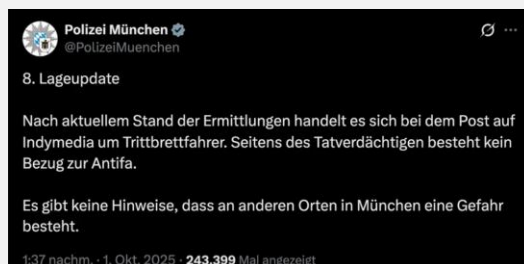 Polizei München
@PolizeiMuenchen
8. Lageupdate
Nach aktuellem Stand der Ermittlungen handelt es sich bei dem Post auf
Indymedia um Trittbrettfahrer. Seitens des Tatverdächtigen besteht kein
Bezug zur Antifa.
Es gibt keine Hinweise, dass an anderen Orten in München eine Gefahr
besteht.
1:37 nachm. · 1. Okt. 2025 · 243.399 Mal angezeigt